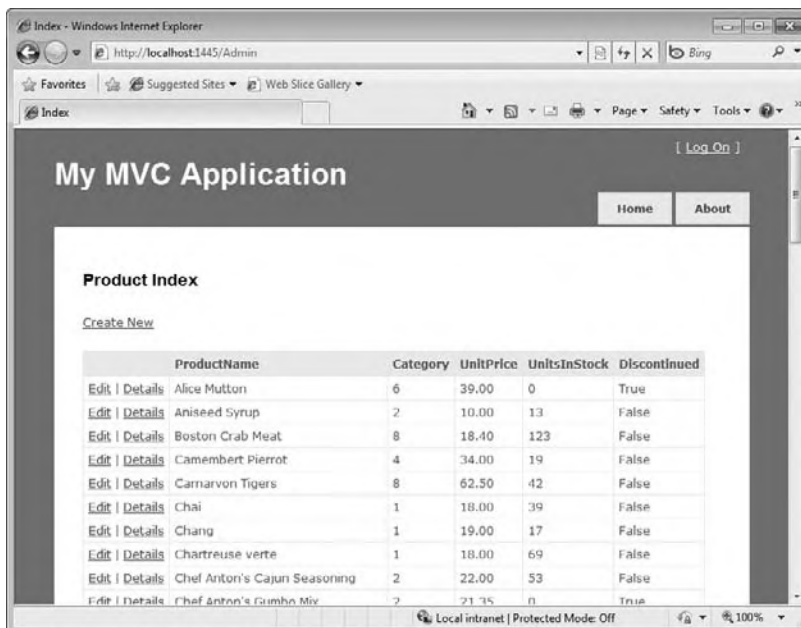 Index - Windows Internet Explorer
http://localhost:1445/Admin
Bing
Favorites
Suggested Sites
Web Slice Gallery
Index
Page
Safety
Tools
[ Log On ]
My MVC Application
Home
About
Product Index
Create New
ProductName Category UnitPrice UnitsInStock Discontinued
Edit | Details Alice Mutton 6 39.00 0 True
Edit | Details Aniseed Syrup 2 10.00 13 False
Edit | Details Boston Crab Meat 8 18.40 123 False
Edit | Details Camembert Pierrot 4 34.00 19 False
Edit | Details Carnarvon Tigers 8 62.50 42 False
Edit | Details Chai 1 18.00 39 False
Edit | Details Chang 1 19.00 17 False
Edit | Details Chartreuse verte 1 18.00 69 False
Edit | Details Chef Anton's Cajun Seasoning 2 22.00 53 False
Edit | Details Chef Anton's Gumbo Mix 2 21.35 0 True
Local intranet | Protected Mode: Off
100%